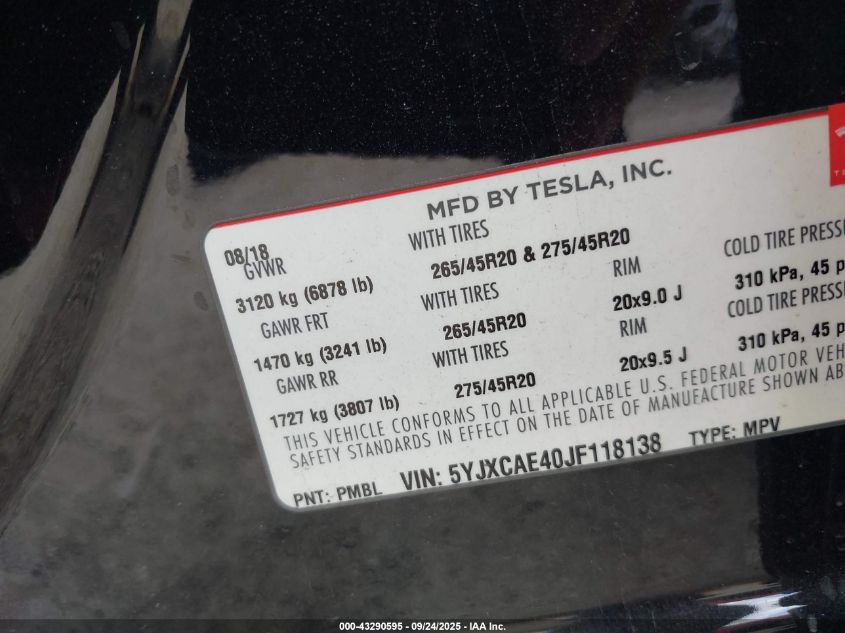 MFD BY TESLA, INC.
08/18
GVWR WITH TIRES
3120 kg (6878 lb) 265/45R20 & 275/45R20
GAWR FRT WITH TIRES RIM COLD TIRE PRESS
1470 kg (3241 lb) 265/45R20 20x9.0 J 310 kPa, 45 p
GAWR RR WITH TIRES RIM COLD TIRE PRESS
1727 kg (3807 lb) 275/45R20 20x9.5 J 310 kPa, 45 p
THIS VEHICLE CONFORMS TO ALL APPLICABLE U.S. FEDERAL MOTOR VEH
SAFETY STANDARDS IN EFFECT ON THE DATE OF MANUFACTURE SHOWN AB
PNT: PMBL VIN: 5YJXCAE40JF118138 TYPE: MPV
000-43290595 - 09/24/2025 - IAA Inc.